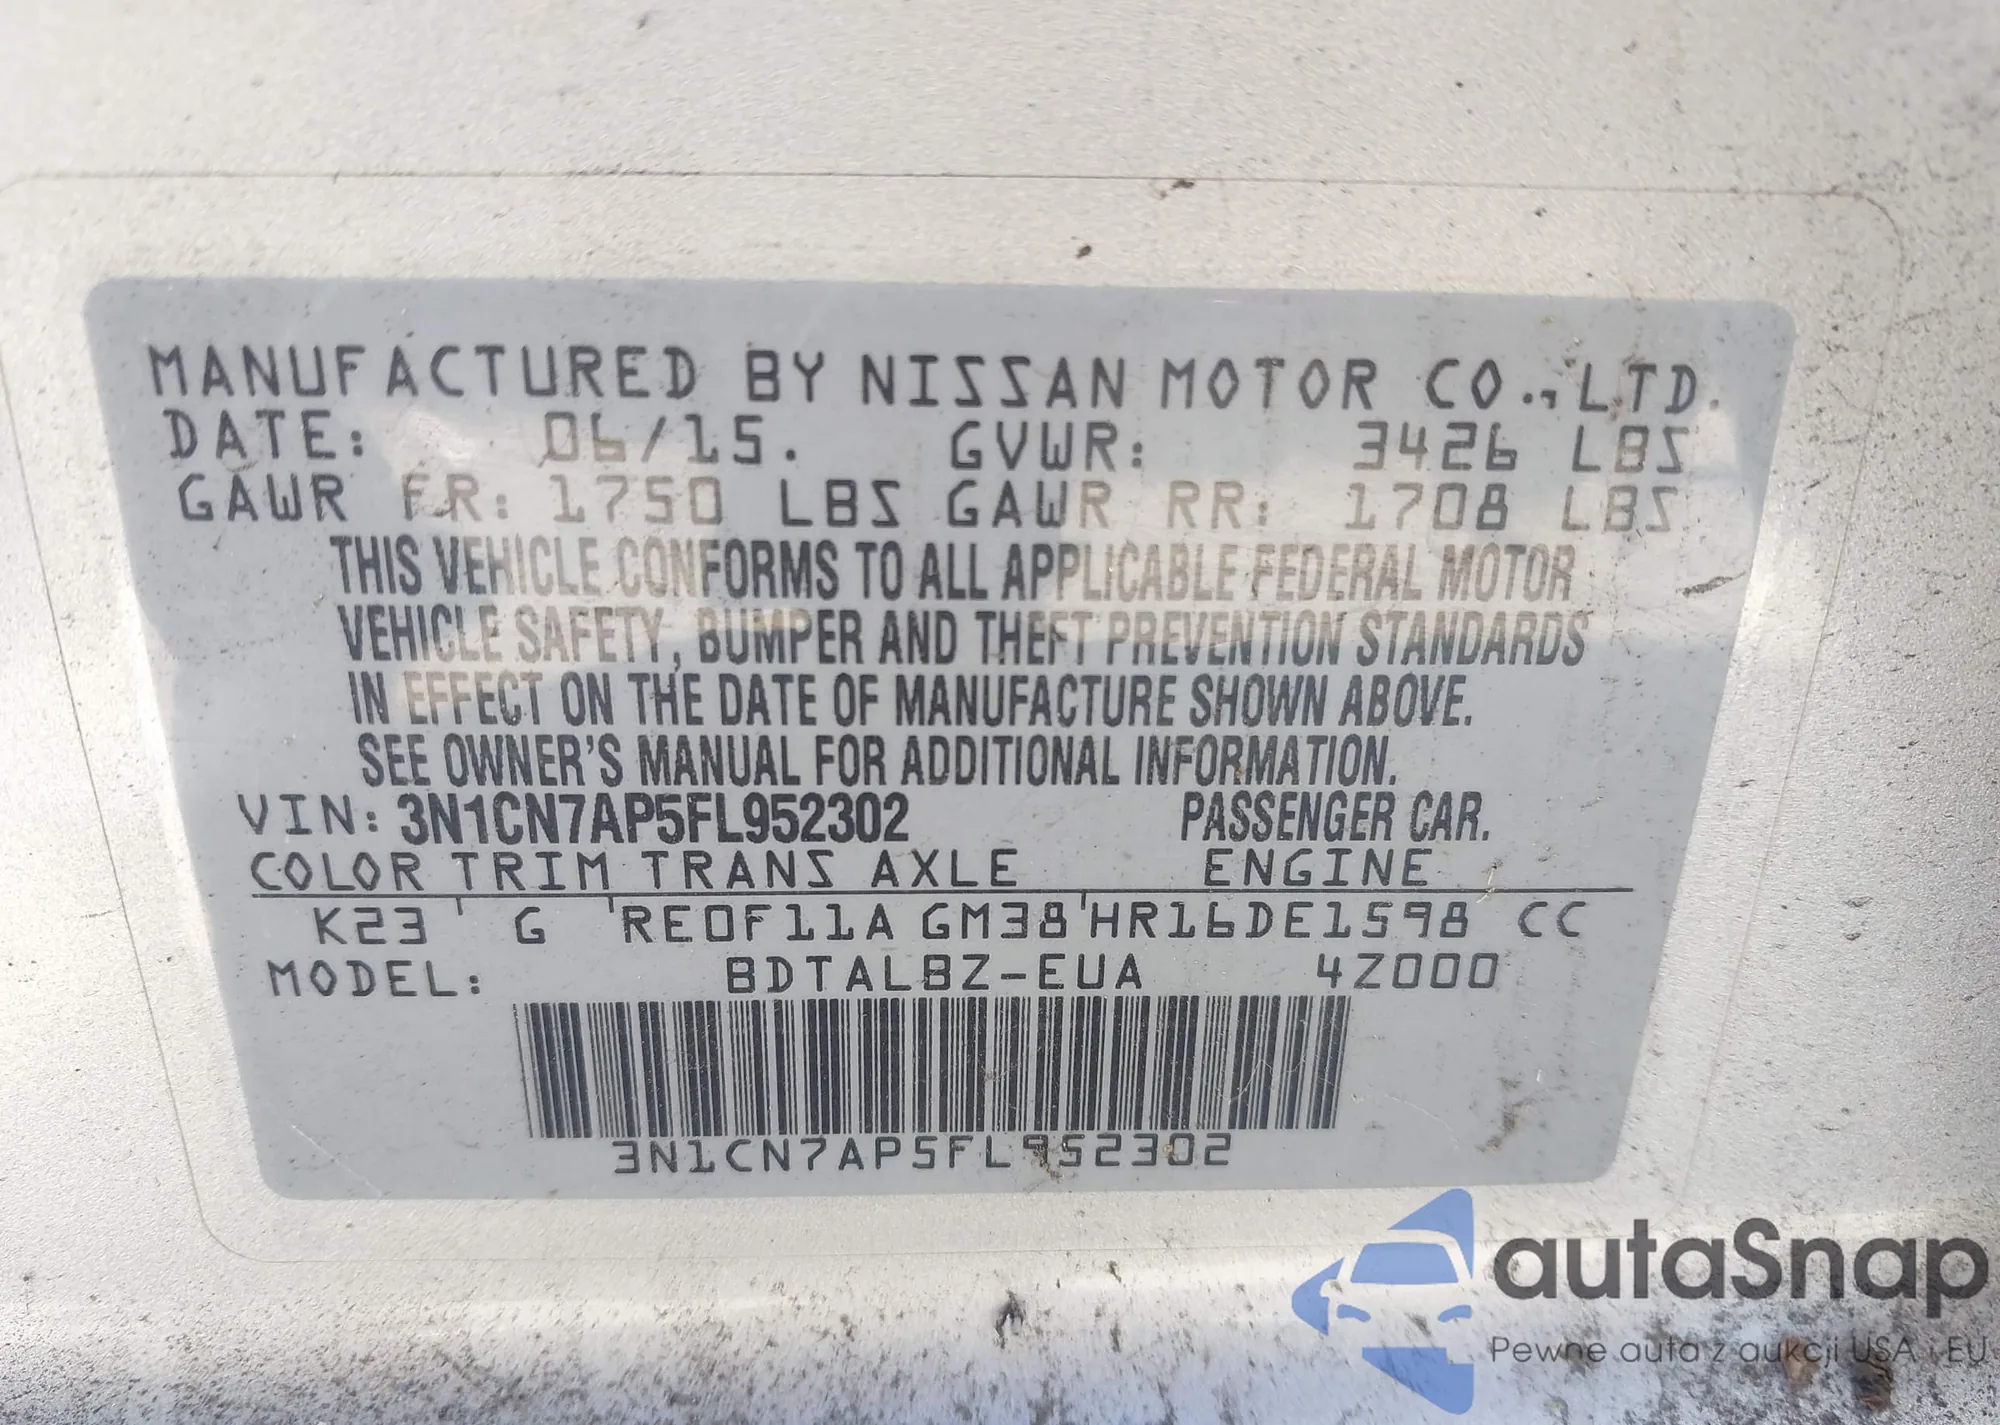 MANUFACTURED BY NISSAN MOTOR CO., LTD.
DATE: 06/15. GVWR: 3426 LBS
GAWR FR: 1750 LBS GAWR RR: 1708 LBS
THIS VEHICLE CONFORMS TO ALL APPLICABLE FEDERAL MOTOR
VEHICLE SAFETY, BUMPER AND THEFT PREVENTION STANDARDS
IN EFFECT ON THE DATE OF MANUFACTURE SHOWN ABOVE.
SEE OWNER'S MANUAL FOR ADDITIONAL INFORMATION.
VIN: 3N1CN7AP5FL952302 PASSENGER CAR.
COLOR TRIM TRANS AXLE ENGINE
K23 G RE0F11A GM38 HR16DE1598 CC
MODEL: BDTALBZ-EUA 4Z000
3N1CN7AP5FL952302
autoSnap
Pewne auta z aukcji USA i EU